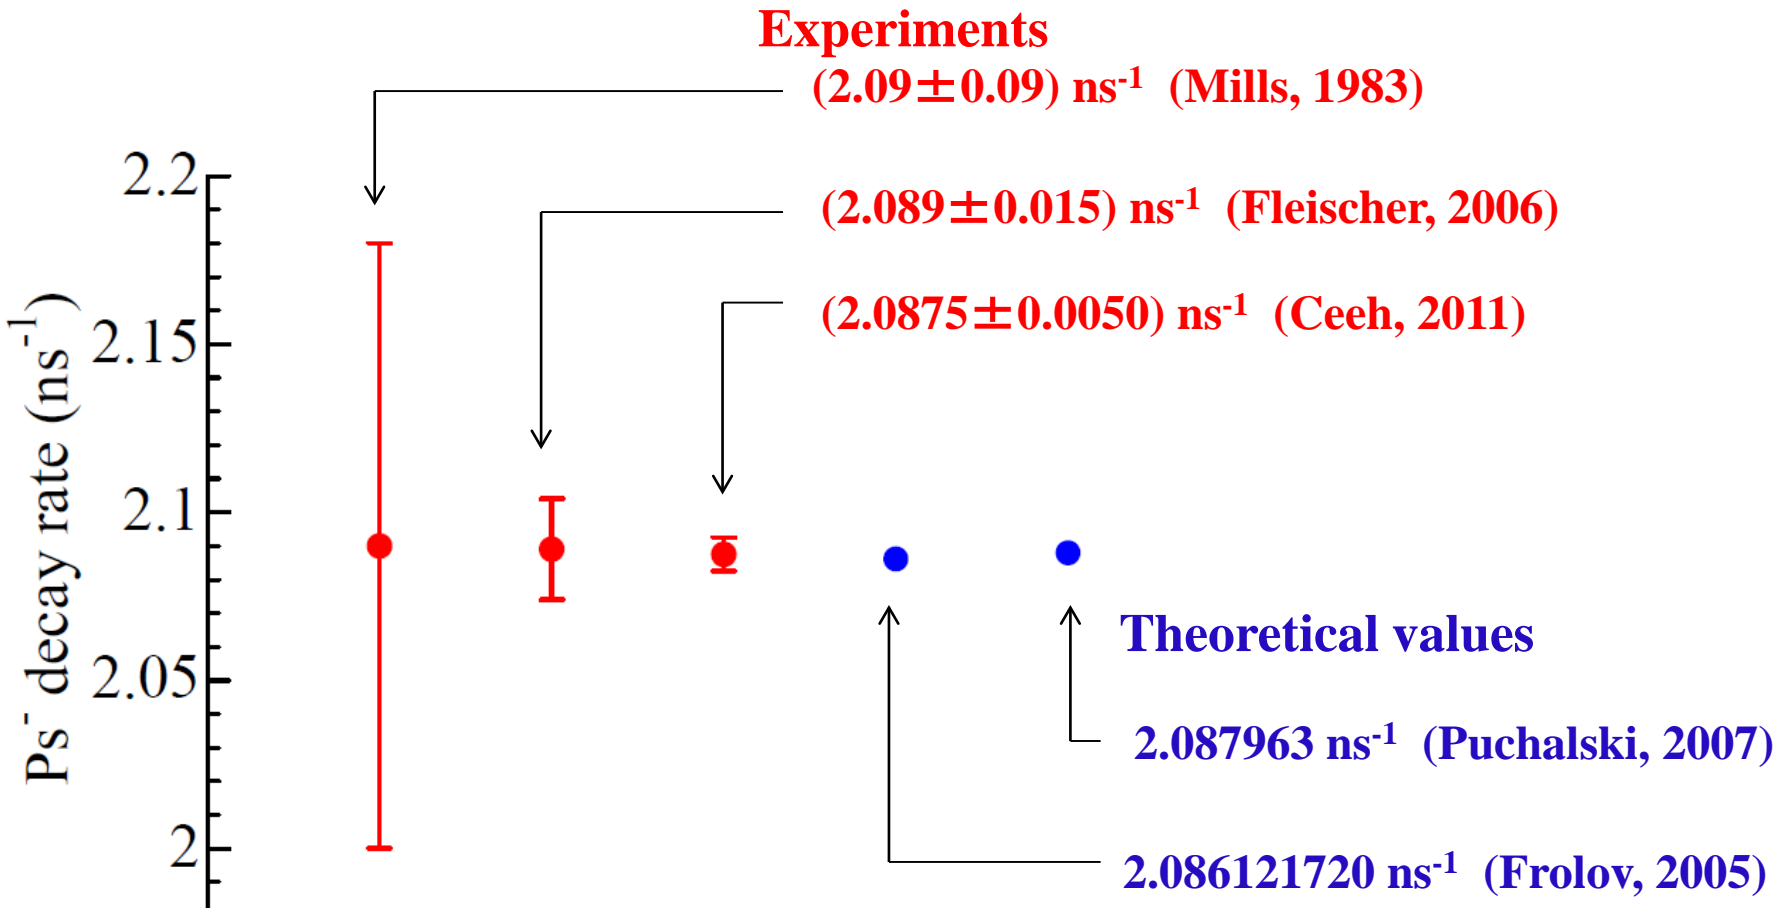 Experiments
(2.09±0.09) ns⁻¹ (Mills, 1983)
2.2
(2.089±0.015) ns⁻¹ (Fleischer, 2006)
(2.0875±0.0050) ns⁻¹ (Ceeh, 2011)
2.15
2.1
2.05
2
Ps⁻ decay rate (ns⁻¹)
Theoretical values
2.087963 ns⁻¹ (Puchalski, 2007)
2.086121720 ns⁻¹ (Frolov, 2005)